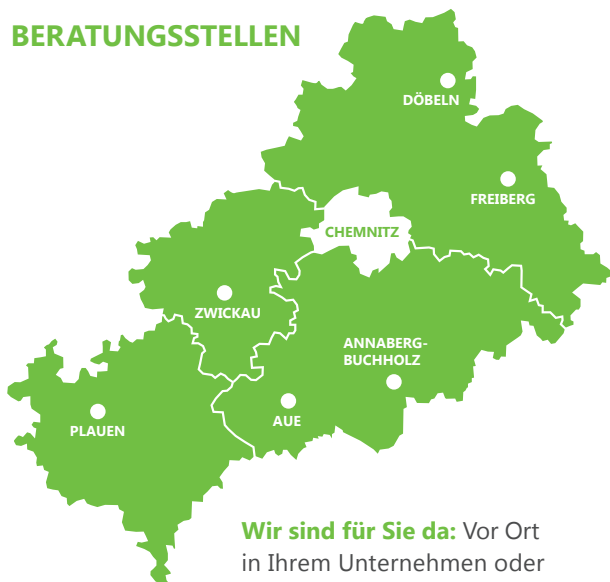 BERATUNGSSTELLEN
DÖBELN
FREIBERG
CHEMNITZ
ZWICKAU
ANNABERG-
BUCHHOLZ
AUE
PLAUEN
Wir sind für Sie da: Vor Ort
in Ihrem Unternehmen oder